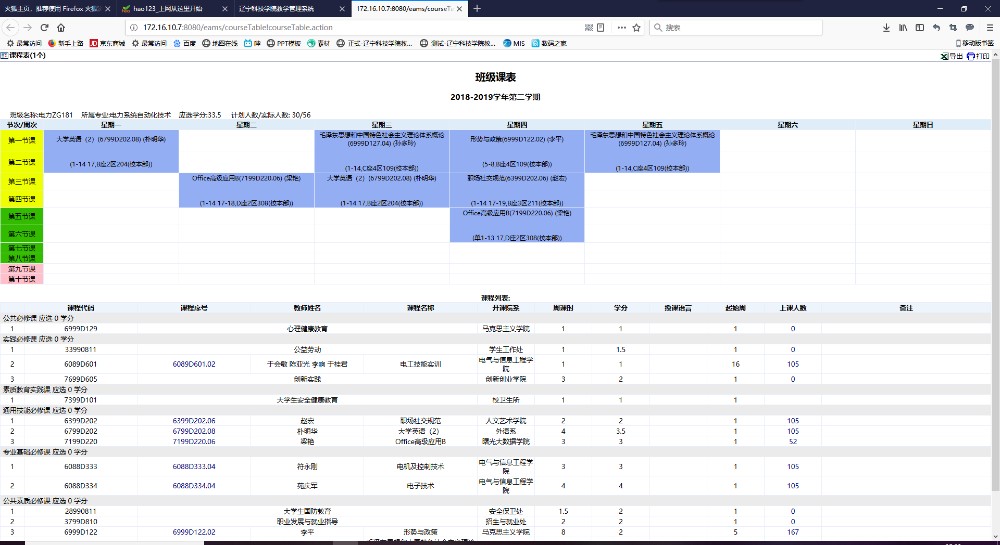 火狐主页，推荐使用 Firefox 火狐
hao123_上网从这里开始
辽宁科技学院教学管理系统
172.16.10.7:8080/eams/courseTa
172.16.10.7:8080/eams/courseTable!courseTable.action
搜索
最常访问 新手上路 JD 京东商城 最常访问 百度 地图在线 哔 PPT模板 素材 正式-辽宁科技学院教... 测试-辽宁科技学院教... ZT MIS 数码之家 移动版书签
课程表(1个) 导出 打印
班级课表
2018-2019学年第二学期
班级名称:电力ZG181 所属专业:电力系统自动化技术 应选学分:33.5 计划人数/实际人数: 30/56
节次/周次 星期一 星期二 星期三 星期四 星期五 星期六 星期日
第一节课
第二节课
大学英语（2）(6799D202.08) (朴明华)
(1-14 17,B座2区204(校本部))
毛泽东思想和中国特色社会主义理论体系概论
(6999D127.04) (孙多玲)
(1-14,C座4区109(校本部))
形势与政策(6999D122.02) (李平)
(5-8,B座4区109(校本部))
毛泽东思想和中国特色社会主义理论体系概论
(6999D127.04) (孙多玲)
(1-14,C座4区109(校本部))
第三节课
第四节课
Office高级应用B(7199D220.06) (梁艳)
(1-14 17-18,D座2区308(校本部))
大学英语（2）(6799D202.08) (朴明华)
(1-14 17,B座2区204(校本部))
职场社交规范(6399D202.06) (赵宏)
(1-14 17-19,B座3区211(校本部))
第五节课
第六节课
Office高级应用B(7199D220.06) (梁艳)
(单1-13 17,D座2区308(校本部))
第七节课
第八节课
第九节课
第十节课
课程列表:
课程代码 课程序号 教师姓名 课程名称 开课院系 周课时 学分 授课语言 起始周 上课人数 备注
公共必修课 应选 0 学分
1 6999D129 心理健康教育 马克思主义学院 1 1 1 0
实践必修课 应选 0 学分
1 33990811 公益劳动 学生工作处 1 1.5 1 0
2 6089D601 6089D601.02 于会敏 陈亚光 李响 于桂君 电工技能实训 电气与信息工程学院 1 1 16 105
3 7699D605 创新实践 创新创业学院 3 2 1 0
素质教育实践课 应选 0 学分
1 7399D101 大学生安全健康教育 校卫生所 1 1 1
通用技能必修课 应选 0 学分
1 6399D202 6399D202.06 赵宏 职场社交规范 人文艺术学院 2 2 1 105
2 6799D202 6799D202.08 朴明华 大学英语（2） 外语系 4 3.5 1 105
3 7199D220 7199D220.06 梁艳 Office高级应用B 曙光大数据学院 3 3 1 52
专业基础必修课 应选 0 学分
1 6088D333 6088D333.04 符永刚 电机及控制技术 电气与信息工程学院 3 3 1 105
2 6088D334 6088D334.04 苑庆军 电子技术 电气与信息工程学院 4 4 1 105
公共素质必修课 应选 0 学分
1 28990811 大学生国防教育 安全保卫处 1.5 2 1 0
2 3799D810 职业发展与就业指导 招生与就业处 2 2 1 0
3 6999D122 6999D122.02 李平 形势与政策 马克思主义学院 8 2 5 167